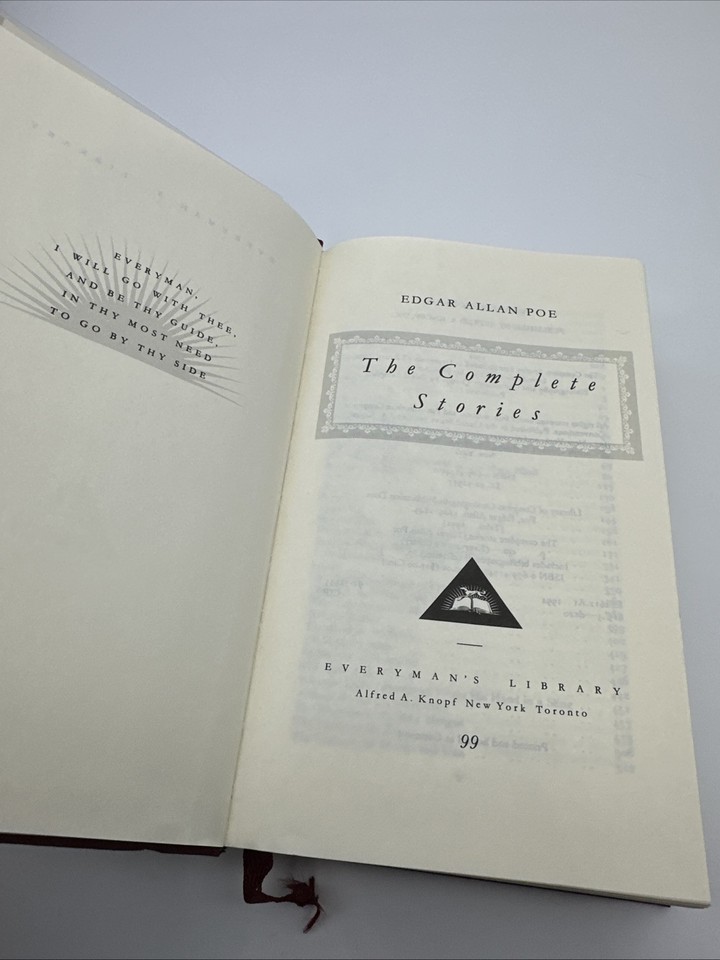 EVERYMAN,
I WILL GO WITH THEE,
AND BE THY GUIDE,
IN THY MOST NEED
TO GO BY THY SIDE
EDGAR ALLAN POE
The Complete
Stories
EVERYMAN'S LIBRARY
Alfred A. Knopf New York Toronto
99